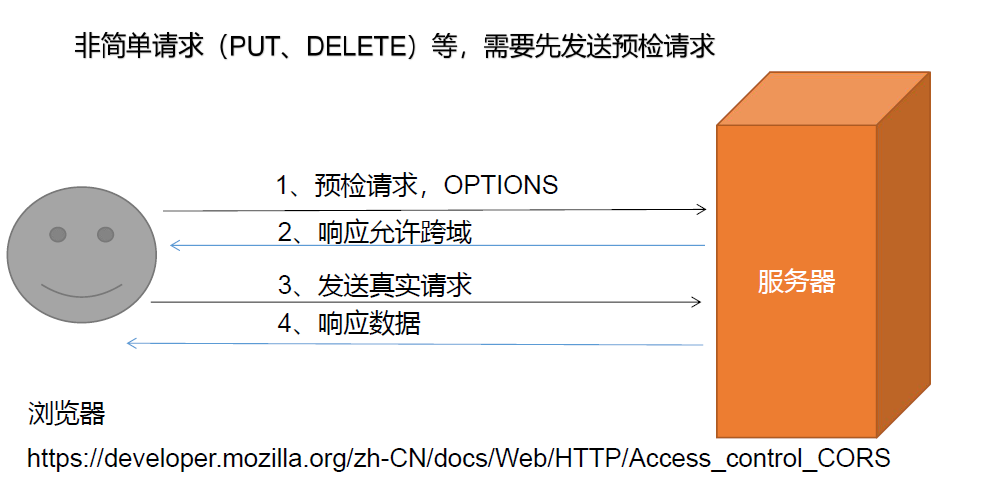 非简单请求（PUT、DELETE）等，需要先发送预检请求
1、预检请求，OPTIONS
2、响应允许跨域
3、发送真实请求
4、响应数据
服务器
浏览器
https://developer.mozilla.org/zh-CN/docs/Web/HTTP/Access_control_CORS